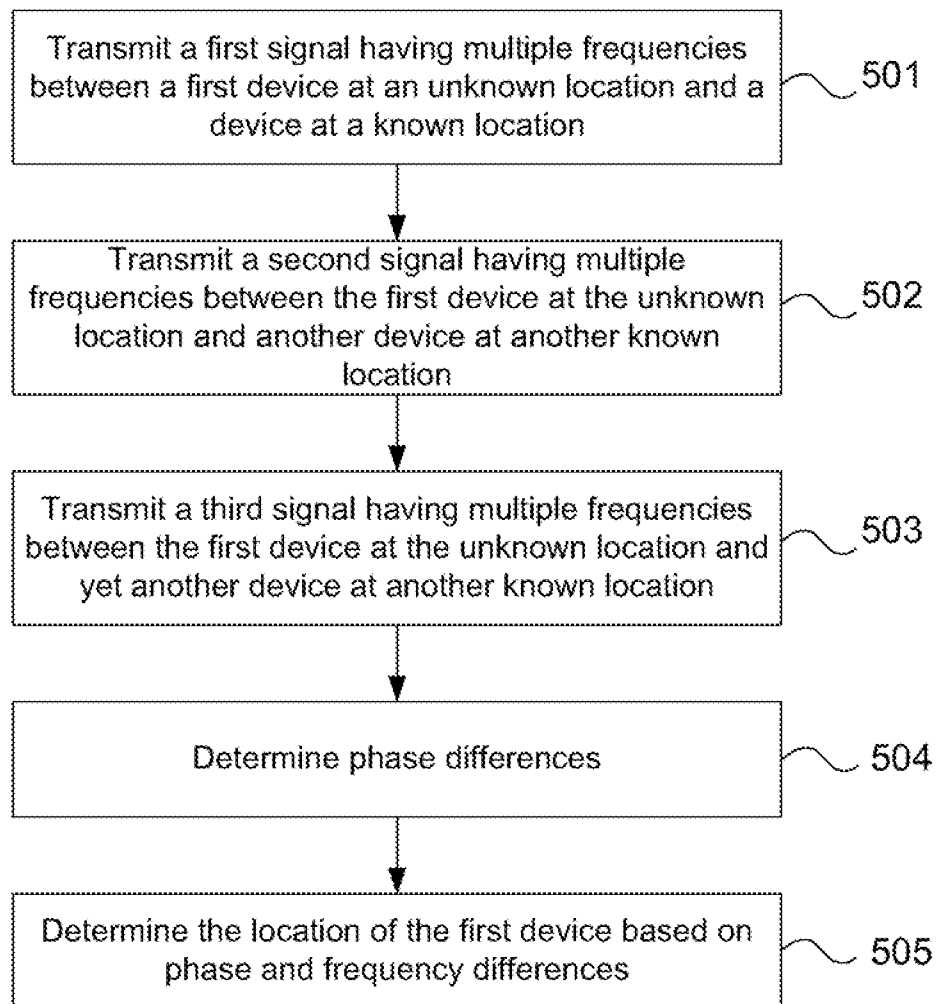 Transmit a first signal having multiple frequencies
between a first device at an unknown location and a
device at a known location
501
Transmit a second signal having multiple
frequencies between the first device at the unknown
location and another device at another known
location
502
Transmit a third signal having multiple frequencies
between the first device at the unknown location and
yet another device at another known location
503
Determine phase differences
504
Determine the location of the first device based on
phase and frequency differences
505